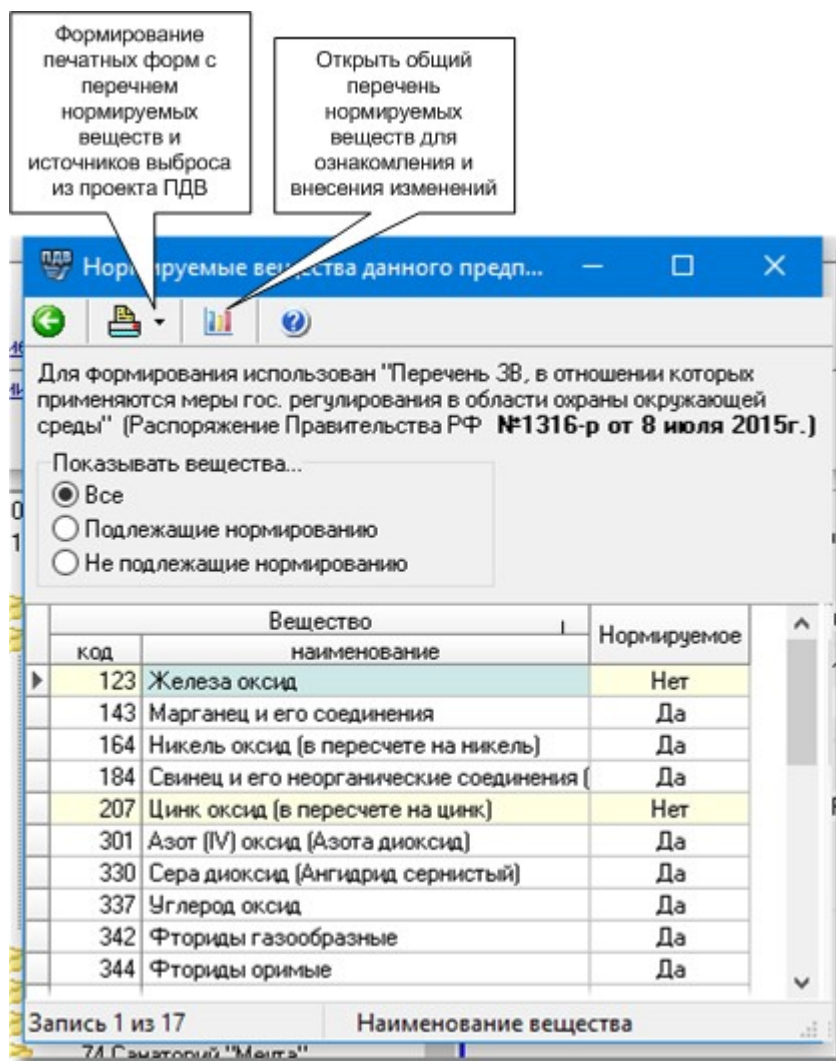 Формирование
печатных форм с
перечнем
нормируемых
веществ и
источников выброса
из проекта ПДВ
Открыть общий
перечень
нормируемых
веществ для
ознакомления и
внесения изменений
ПДВ
Нормируемые вещества данного предп...
Для формирования использован "Перечень ЗВ, в отношении которых
применяются меры гос. регулирования в области охраны окружающей
среды" (Распоряжение Правительства РФ №1316-р от 8 июля 2015г.)
Показывать вещества...
Все
Подлежащие нормированию
Не подлежащие нормированию
Вещество
Нормируемое
код наименование
123 Железа оксид Нет
143 Марганец и его соединения Да
164 Никель оксид (в пересчете на никель) Да
184 Свинец и его неорганические соединения ( Да
207 Цинк оксид (в пересчете на цинк) Нет
301 Азот (IV) оксид (Азота диоксид) Да
330 Сера диоксид (Ангидрид сернистый) Да
337 Углерод оксид Да
342 Фториды газообразные Да
344 Фториды оримые Да
Запись 1 из 17 Наименование вещества
74 Санаторий "Мечта"